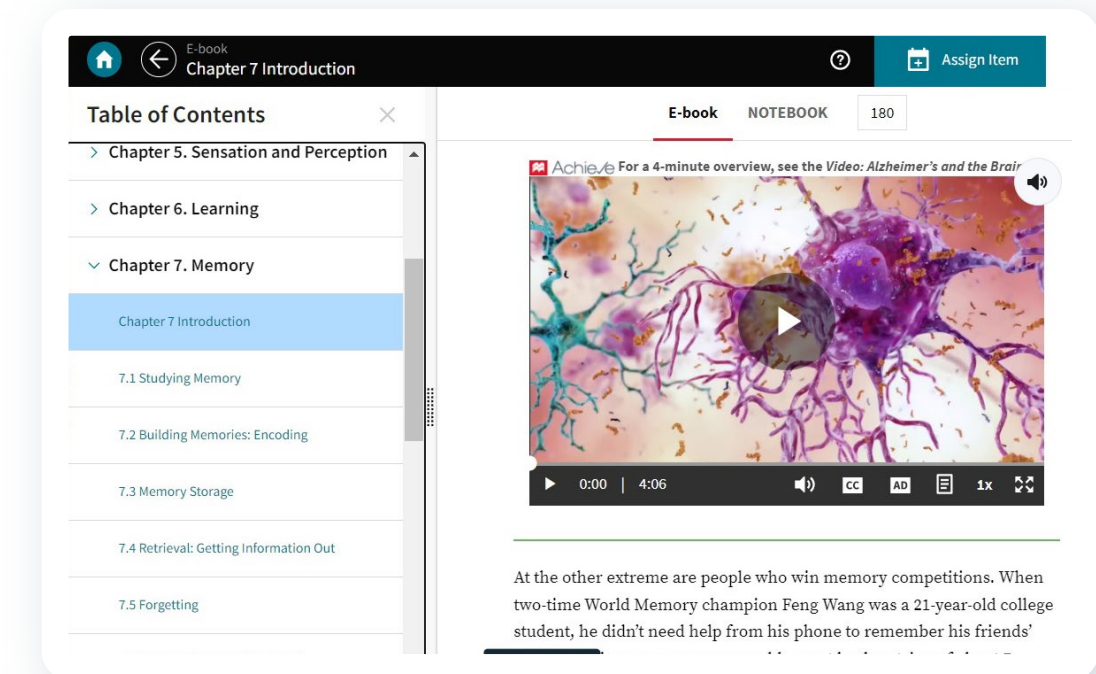 E-book
Chapter 7 Introduction
Assign Item
Table of Contents
Chapter 5. Sensation and Perception
Chapter 6. Learning
Chapter 7. Memory
Chapter 7 Introduction
7.1 Studying Memory
7.2 Building Memories: Encoding
7.3 Memory Storage
7.4 Retrieval: Getting Information Out
7.5 Forgetting
E-book NOTEBOOK 180
Achieve For a 4-minute overview, see the Video: Alzheimer's and the Brain
0:00 | 4:06 CC AD 1x
At the other extreme are people who win memory competitions. When
two-time World Memory champion Feng Wang was a 21-year-old college
student, he didn't need help from his phone to remember his friends'